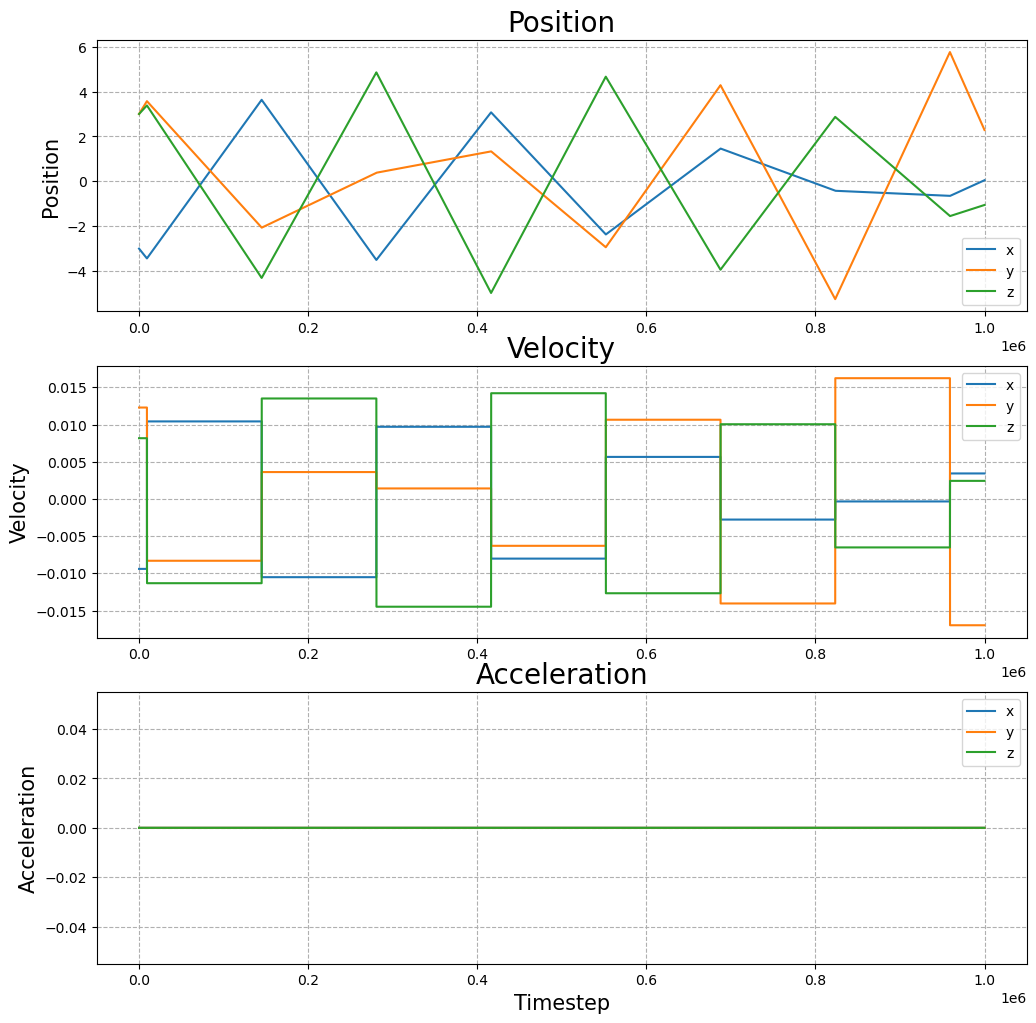 Position
Position
6
4
2
0
−2
−4
x
y
z
0.0 0.2 0.4 0.6 0.8 1.0
1e6
Velocity
Velocity
0.015
0.010
0.005
0.000
−0.005
−0.010
−0.015
x
y
z
0.0 0.2 0.4 0.6 0.8 1.0
1e6
Acceleration
Acceleration
0.04
0.02
0.00
−0.02
−0.04
x
y
z
0.0 0.2 0.4 0.6 0.8 1.0
1e6
Timestep